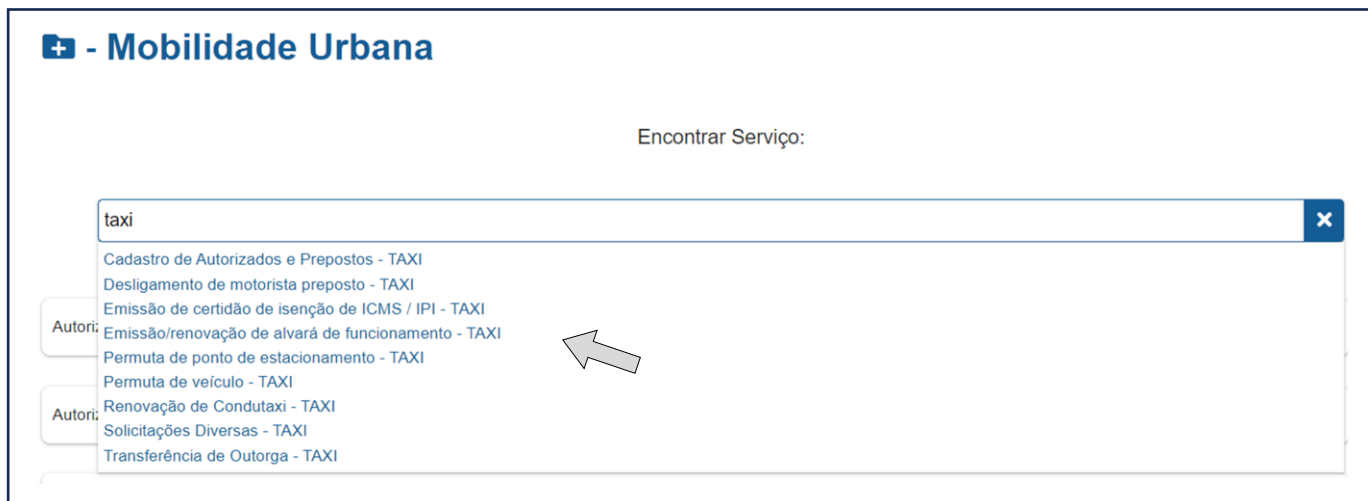 - Mobilidade Urbana
Encontrar Serviço:
taxi
Cadastro de Autorizados e Prepostos - TAXI
Desligamento de motorista preposto - TAXI
Emissão de certidão de isenção de ICMS / IPI - TAXI
Autoriz
Emissão/renovação de alvará de funcionamento - TAXI
Permuta de ponto de estacionamento - TAXI
Permuta de veículo - TAXI
Renovação de Condutaxi - TAXI
Autoriz
Solicitações Diversas - TAXI
Transferência de Outorga - TAXI